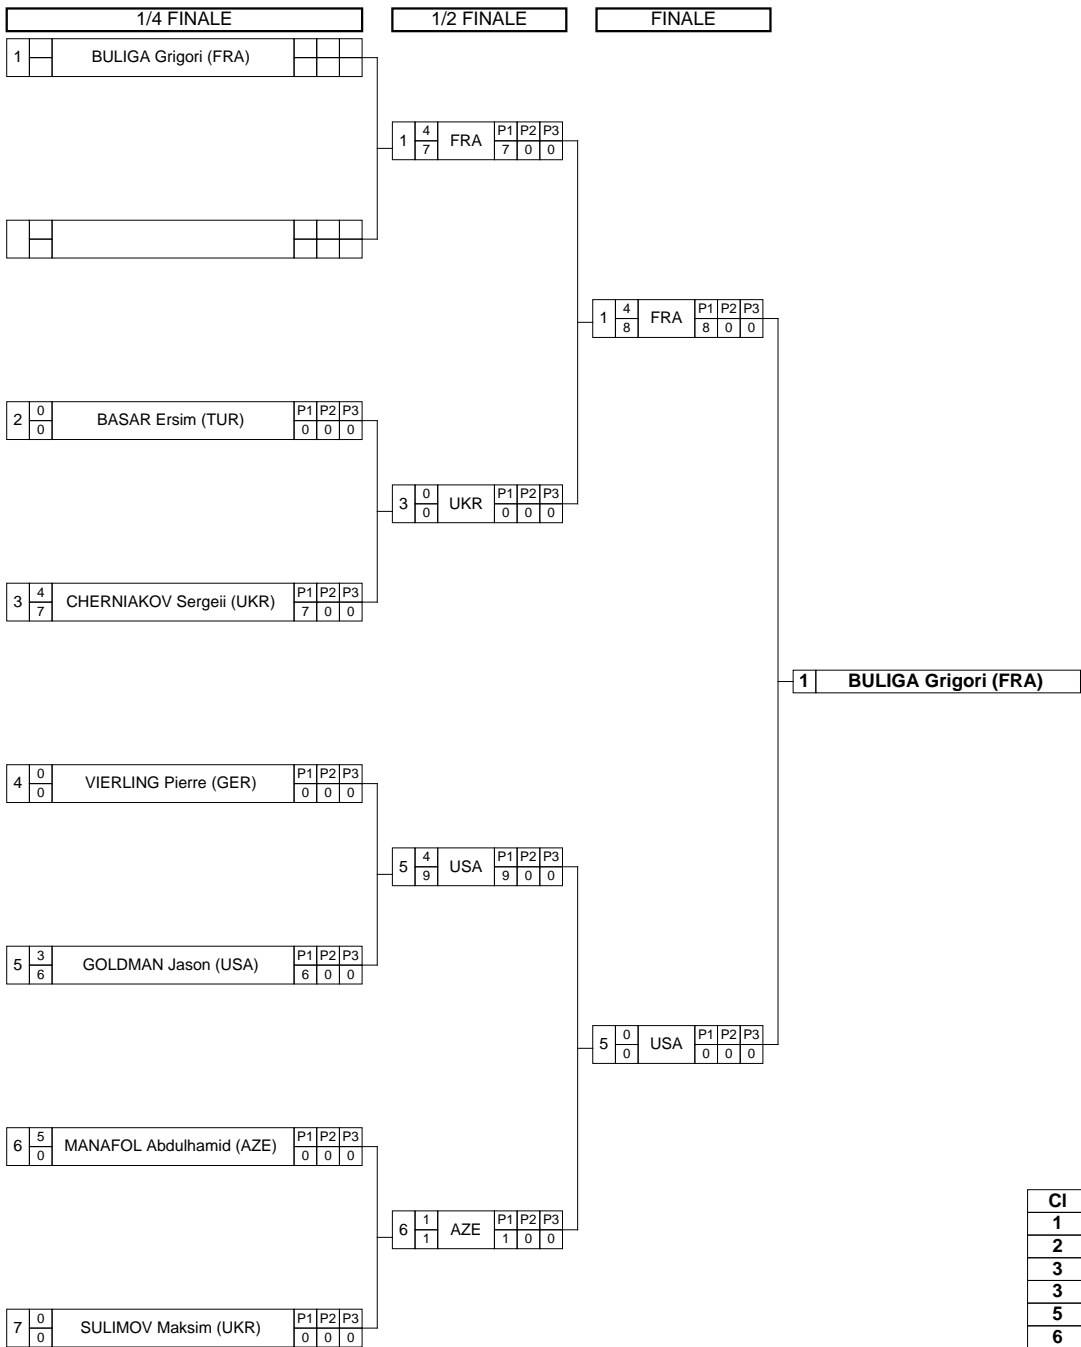 1/4 FINALE 1/2 FINALE FINALE
1 BULIGA Grigori (FRA)
1 4 7 FRA P1 P2 P3 7 0 0
1 4 8 FRA P1 P2 P3 8 0 0
2 0 0 BASAR Ersim (TUR) P1 P2 P3 0 0 0
3 0 0 UKR P1 P2 P3 0 0 0
3 4 7 CHERNIAKOV Sergeii (UKR) P1 P2 P3 7 0 0
1 BULIGA Grigori (FRA)
4 0 0 VIERLING Pierre (GER) P1 P2 P3 0 0 0
5 4 9 USA P1 P2 P3 9 0 0
5 3 6 GOLDMAN Jason (USA) P1 P2 P3 6 0 0
5 0 0 USA P1 P2 P3 0 0 0
6 5 0 MANAFOL Abdulhamid (AZE) P1 P2 P3 0 0 0
6 1 1 AZE P1 P2 P3 1 0 0
7 0 0 SULIMOV Maksim (UKR) P1 P2 P3 0 0 0
Cl
1
2
3
3
5
6